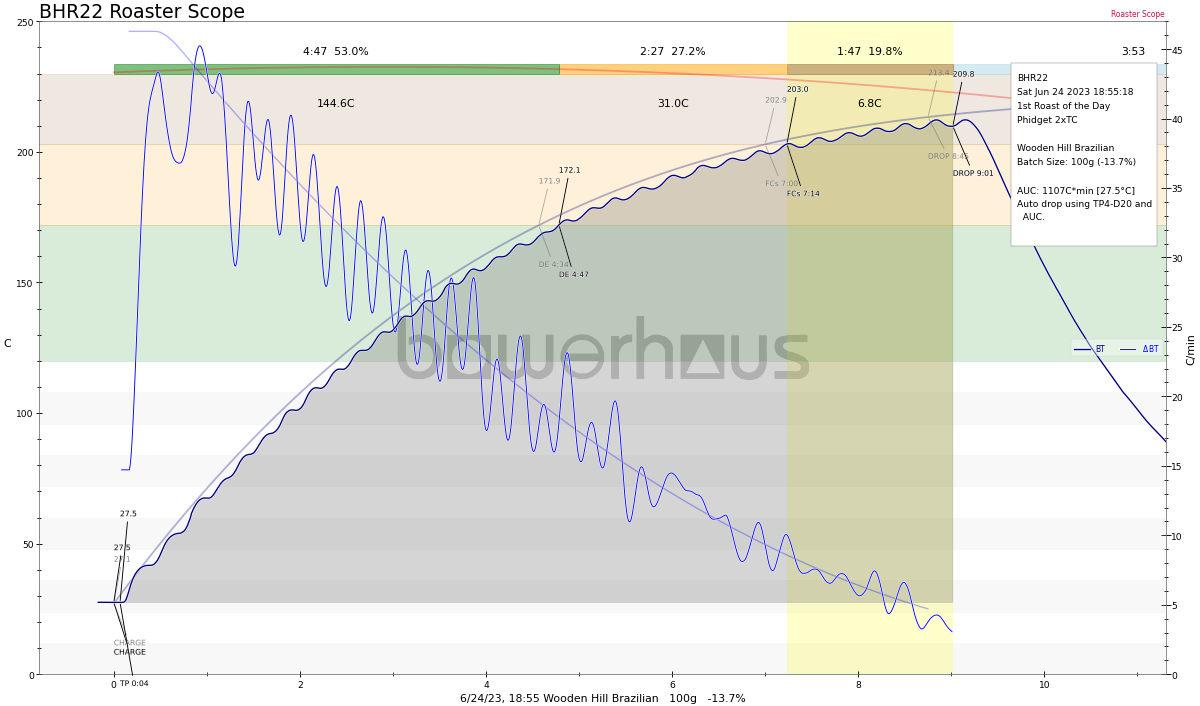 BHR22 Roaster Scope
Roaster Scope
250
200
150
100
50
0
C
4:47 53.0%
2:27 27.2%
1:47 19.8%
3:53
144.6C
31.0C
6.8C
213.4
209.8
203.0
202.9
172.1
171.9
DROP 8:45
DROP 9:01
FCs 7:00
FCs 7:14
DE 4:34
DE 4:47
27.5
27.5
CHARGE
CHARGE
TP 0:04
BHR22
Sat Jun 24 2023 18:55:18
1st Roast of the Day
Phidget 2xTC
Wooden Hill Brazilian
Batch Size: 100g (-13.7%)
AUC: 1107C*min [27.5°C]
Auto drop using TP4-D20 and
AUC.
bowerhaus
BT
ΔBT
45
40
35
30
25
20
15
10
5
0
C/min
0
2
4
6
8
10
6/24/23, 18:55 Wooden Hill Brazilian 100g -13.7%